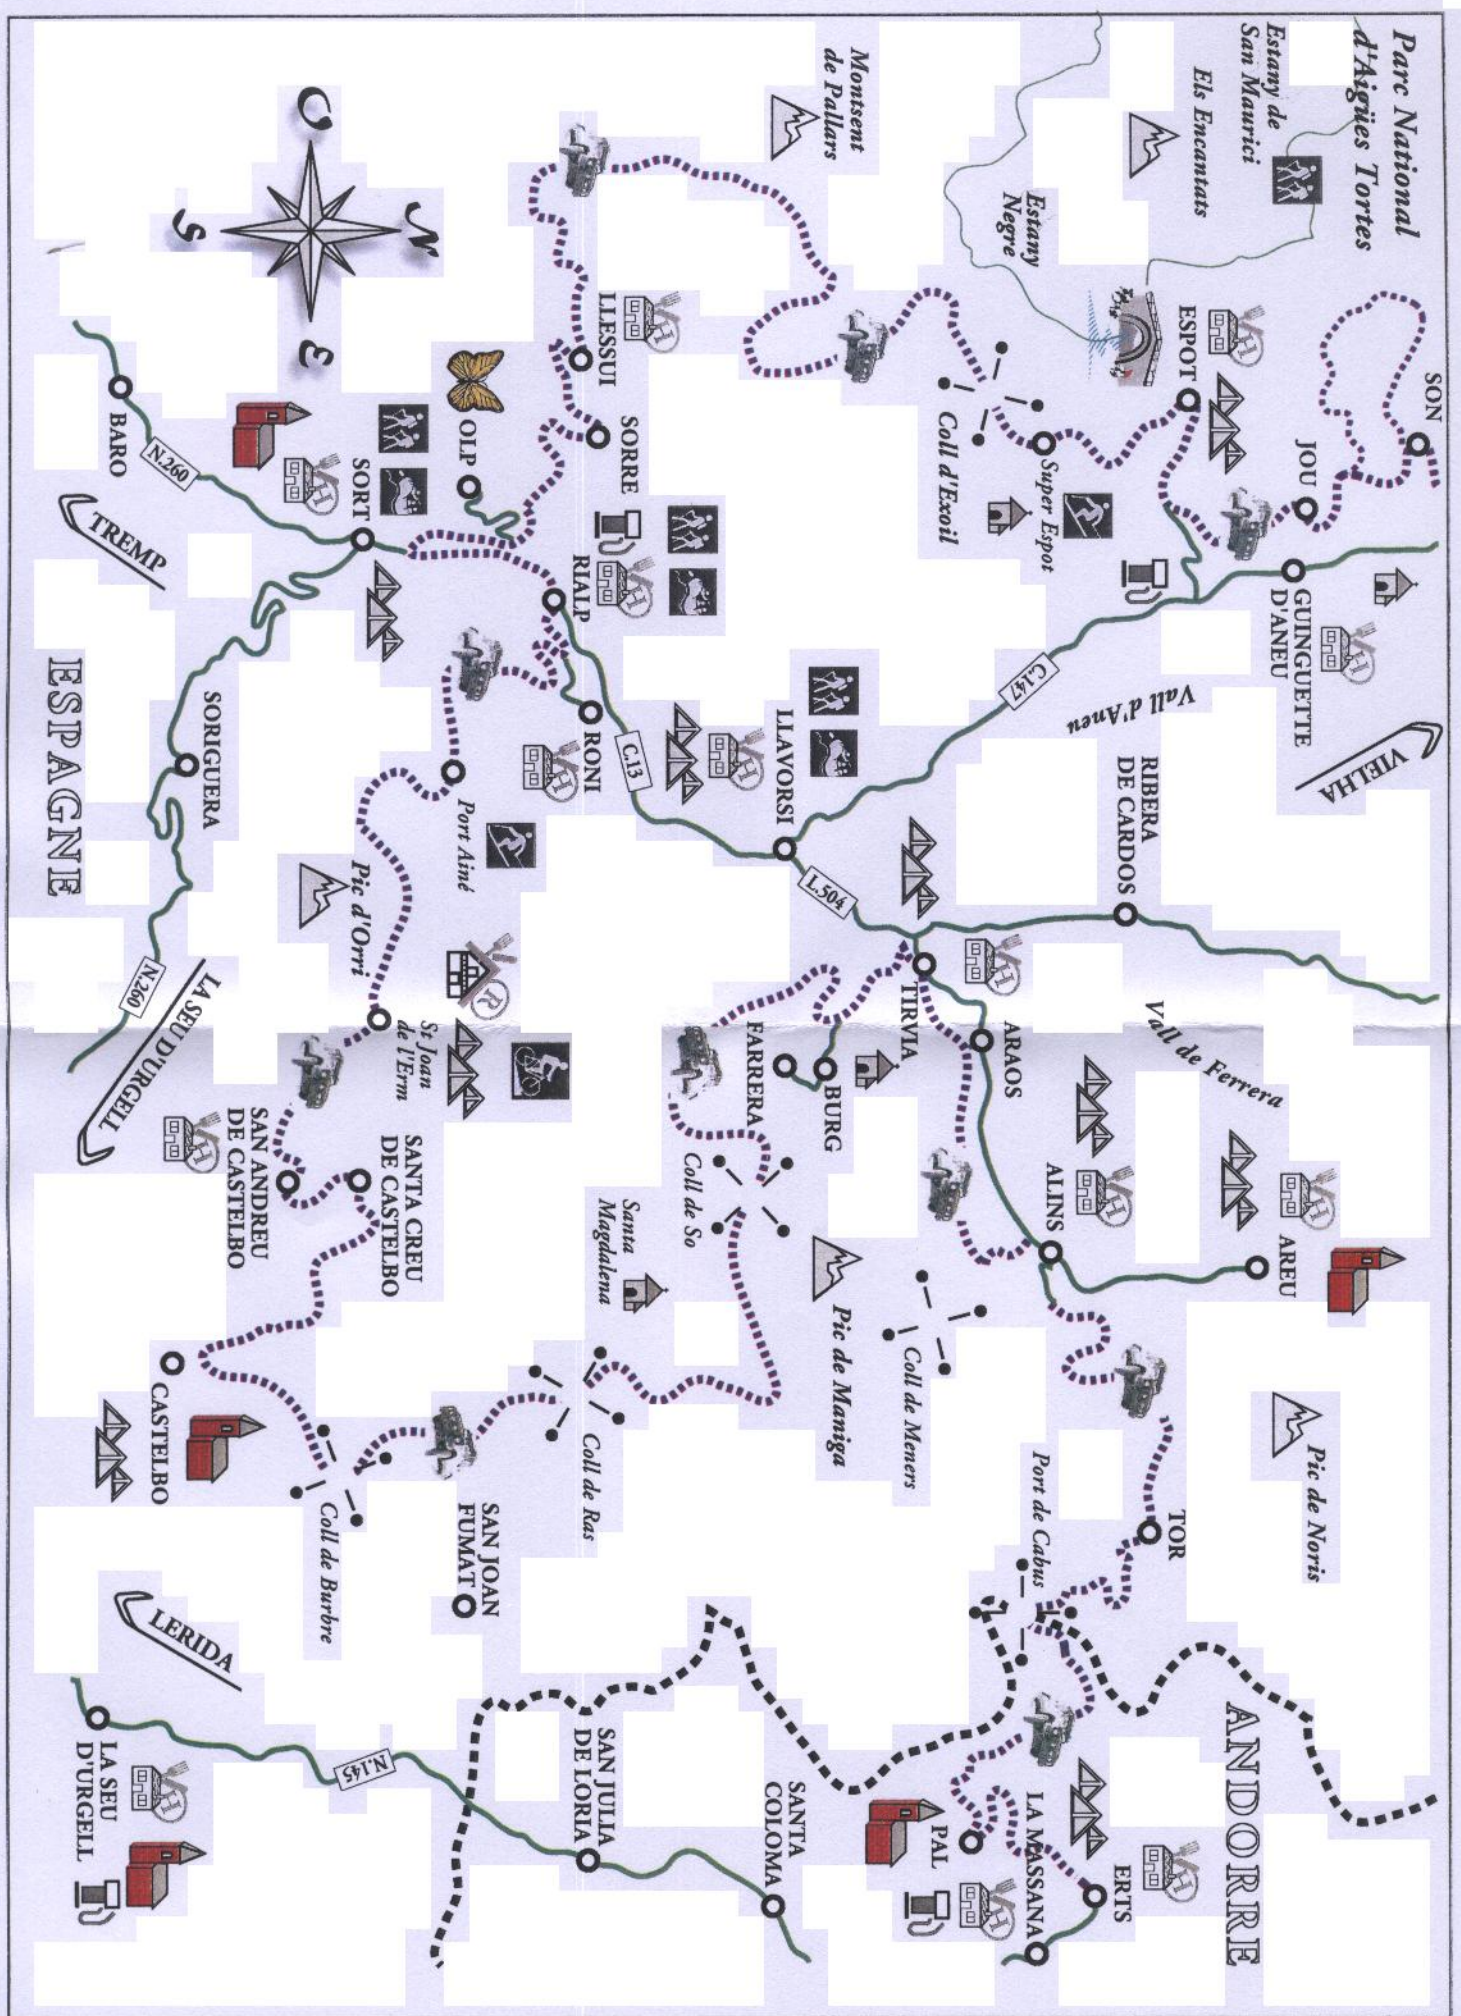 Parc National
d'Aigües Tortes
Estany de
San Maurici
Els Encantats
Montsent
de Pallars
Estany
Negre
SON
JOU
ESPOT
Super Espot
Coll d'Exoil
GUINGUETTE
D'ANEU
VIELHA
C.147
Vall d'Aneu
RIBERA
DE CARDOS
Vall de Ferrera
AREU
ALINS
ARAOS
TIRVIA
L.504
LLAVORSI
C.13
LLESSUI
SORRE
RIALP
RONI
OLP
SORT
BARO
N.260
TREMP
ESPAGNE
SORIGUERA
N.260
LA SEU D'URGELL
Port Ainé
Pic d'Orri
R
St Joan
de l'Erm
BURG
FARRERA
Coll de So
Santa
Magdalena
Pic de Maniga
Coll de Meners
Pic de Noris
TOR
Port de Cabus
ANDORRE
ERTS
LA MASSANA
PAL
SANTA
COLOMA
SAN JULIA
DE LORIA
SANTA CREU
DE CASTELBO
SAN ANDREU
DE CASTELBO
CASTELBO
Coll de Ras
Coll de Burbre
SAN JOAN
FUMAT
LERIDA
N.145
LA SEU
D'URGELL
N
O
E
S
H
H
H
H
H
H
H
H
H
H
H
H
H
H